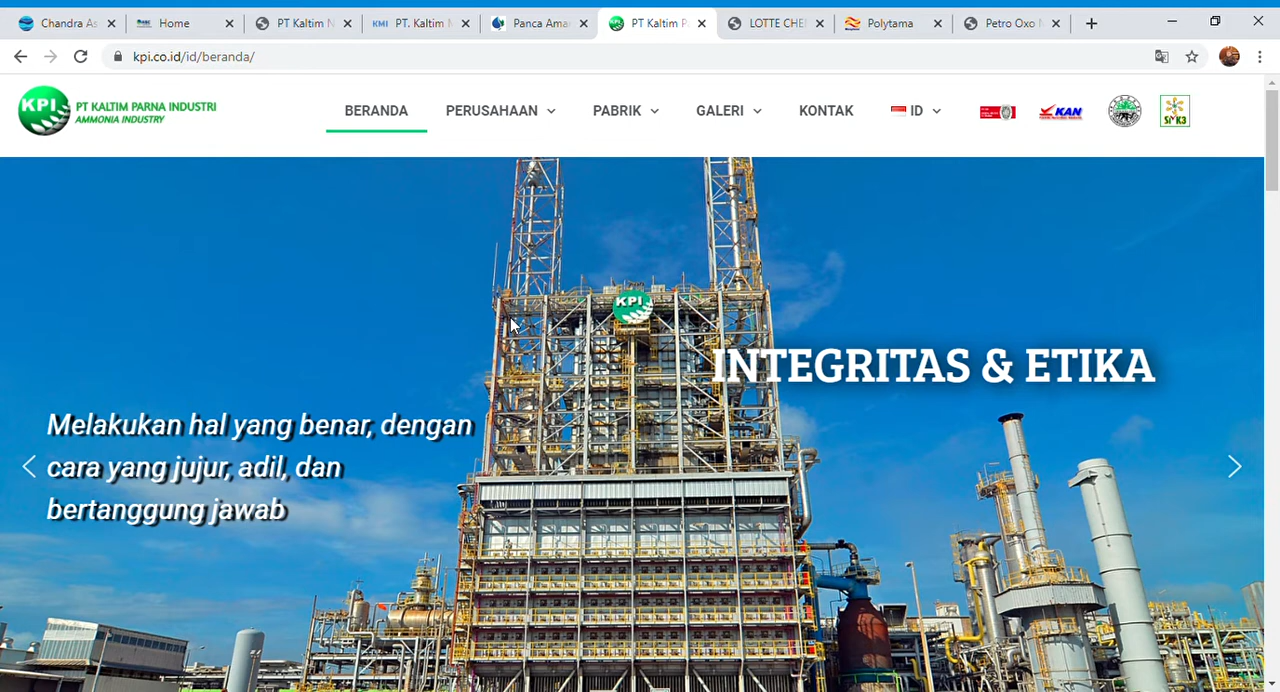 Chandra As
Home
PT Kaltim N
KMI PT. Kaltim M
Panca Ama
PT Kaltim P
LOTTE CHE
Polytama
Petro Oxo N
kpi.co.id/id/beranda/
KPI PT KALTIM PARNA INDUSTRI
AMMONIA INDUSTRY
BERANDA PERUSAHAAN PABRIK GALERI KONTAK ID
KAN
SMK3
KPI
INTEGRITAS & ETIKA
Melakukan hal yang benar, dengan
cara yang jujur, adil, dan
bertanggung jawab